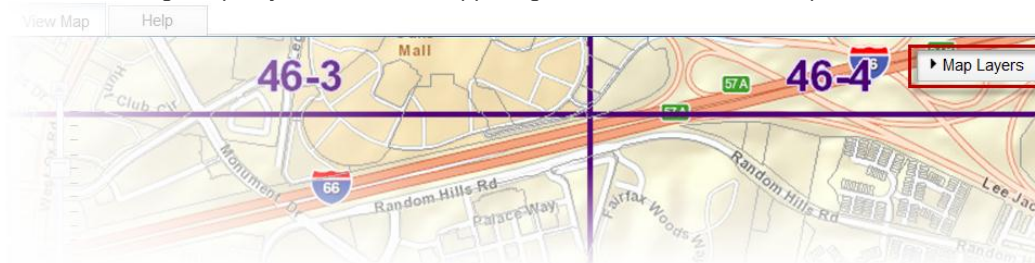 View Map Help
Mall
46-3
46-4
57A
57A
66
Map Layers
Club Cir
Monument Dr
Random Hills Rd
Palace Way
Fairfax Woods
Random Hills Rd
Lee Jac
Random